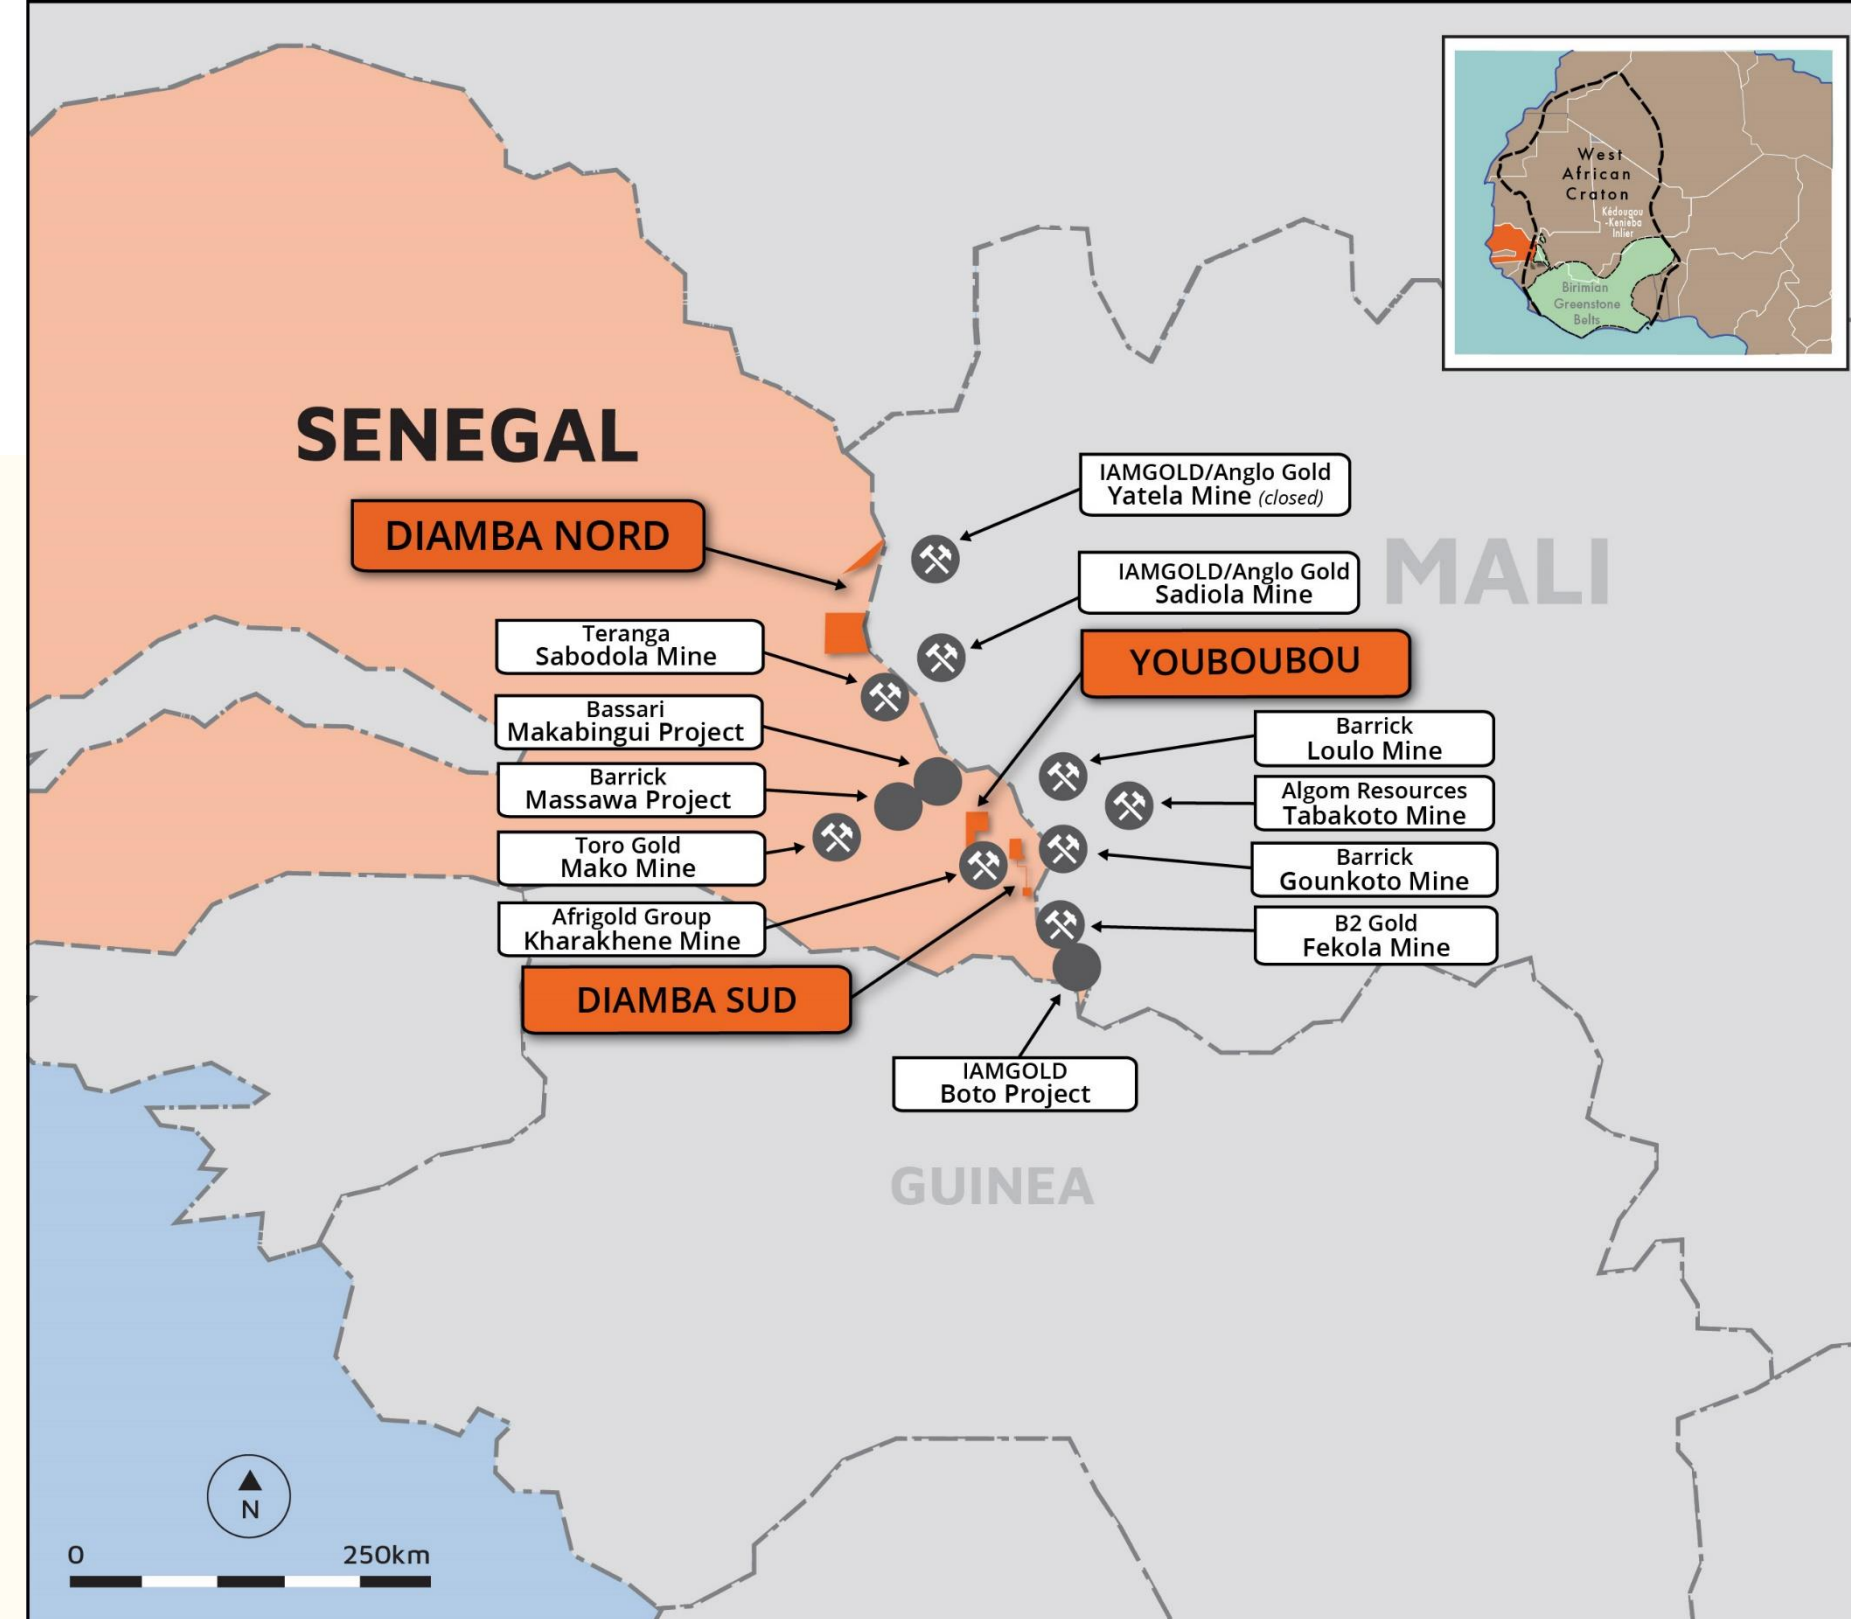 West
African
Craton
Kédougou
-Kenieba
Inlier
Birimian
Greenstone
Belts
SENEGAL
MALI
GUINEA
DIAMBA NORD
IAMGOLD/Anglo Gold
Yatela Mine (closed)
IAMGOLD/Anglo Gold
Sadiola Mine
Teranga
Sabodola Mine
YOUBOUBOU
Bassari
Makabingui Project
Barrick
Loulo Mine
Barrick
Massawa Project
Algom Resources
Tabakoto Mine
Toro Gold
Mako Mine
Barrick
Gounkoto Mine
Afrigold Group
Kharakhene Mine
B2 Gold
Fekola Mine
DIAMBA SUD
IAMGOLD
Boto Project
N
0 250km